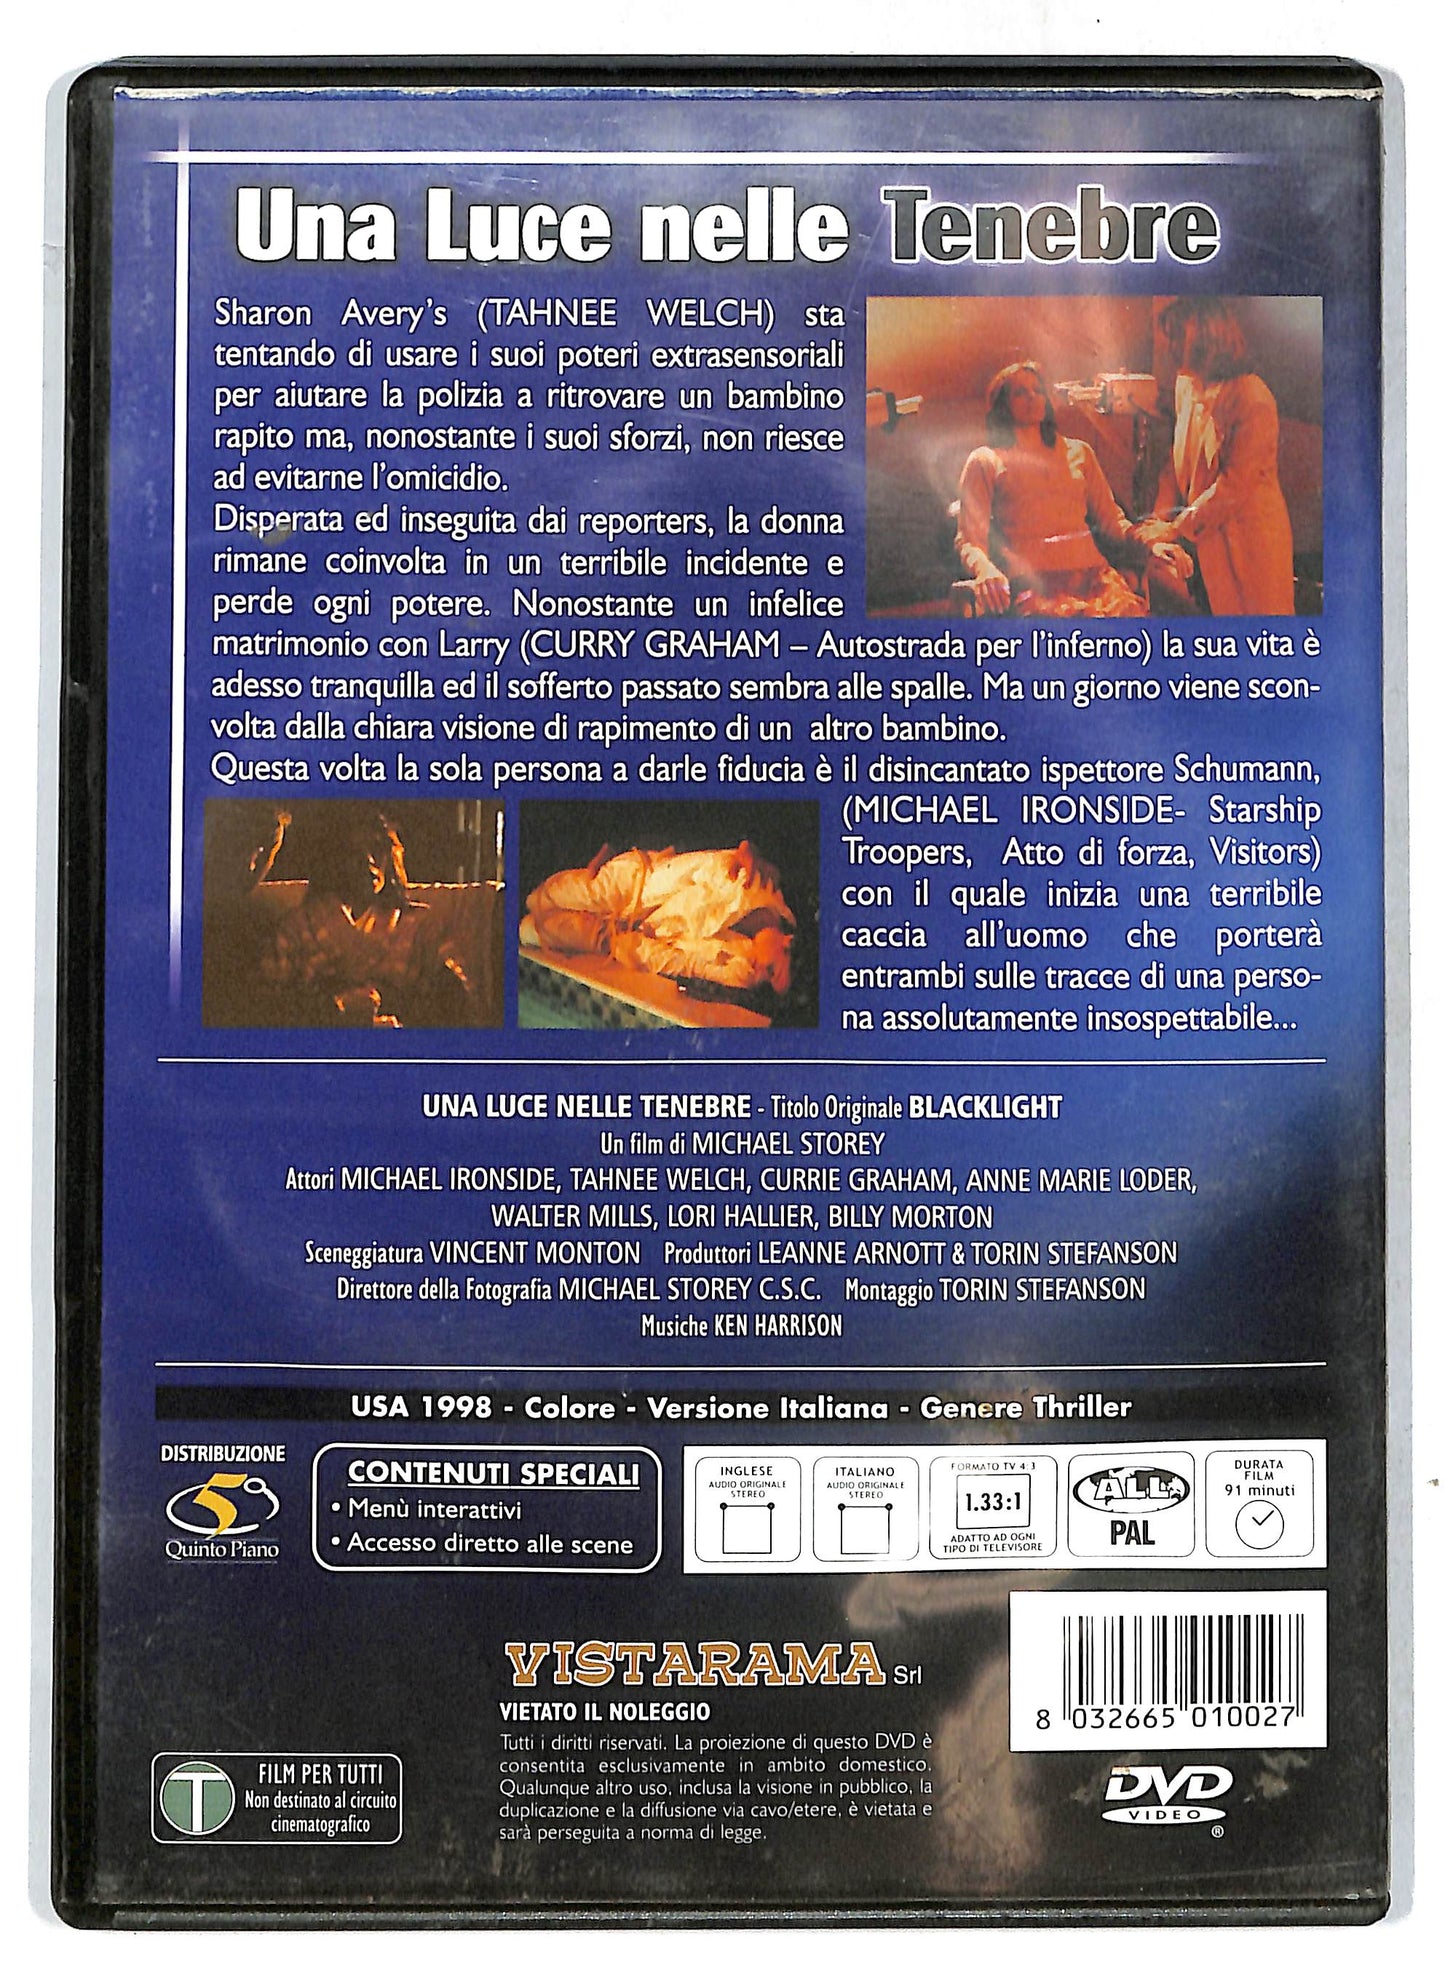 Una Luce nelle Tenebre
Sharon Avery's (TAHNEE WELCH) sta
tentando di usare i suoi poteri extrasensoriali
per aiutare la polizia a ritrovare un bambino
rapito ma, nonostante i suoi sforzi, non riesce
ad evitarne l'omicidio.
Disperata ed inseguita dai reporters, la donna
rimane coinvolta in un terribile incidente e
perde ogni potere. Nonostante un infelice
matrimonio con Larry (CURRY GRAHAM – Autostrada per l'inferno) la sua vita è
adesso tranquilla ed il sofferto passato sembra alle spalle. Ma un giorno viene scon-
volta dalla chiara visione di rapimento di un altro bambino.
Questa volta la sola persona a darle fiducia è il disincantato ispettore Schumann,
(MICHAEL IRONSIDE- Starship
Troopers, Atto di forza, Visitors)
con il quale inizia una terribile
caccia all'uomo che porterà
entrambi sulle tracce di una perso-
na assolutamente insospettabile...
UNA LUCE NELLE TENEBRE - Titolo Originale BLACKLIGHT
Un film di MICHAEL STOREY
Attori MICHAEL IRONSIDE, TAHNEE WELCH, CURRIE GRAHAM, ANNE MARIE LODER,
WALTER MILLS, LORI HALLIER, BILLY MORTON
Sceneggiatura VINCENT MONTON Produttori LEANNE ARNOTT & TORIN STEFANSON
Direttore della Fotografia MICHAEL STOREY C.S.C. Montaggio TORIN STEFANSON
Musiche KEN HARRISON
USA 1998 - Colore - Versione Italiana - Genere Thriller
DISTRIBUZIONE
5°
Quinto Piano
CONTENUTI SPECIALI
• Menù interattivi
• Accesso diretto alle scene
INGLESE
AUDIO ORIGINALE
STEREO
ITALIANO
AUDIO ORIGINALE
STEREO
FORMATO TV 4:3
1.33:1
ADATTO AD OGNI
TIPO DI TELEVISORE
ALL
PAL
DURATA
FILM
91 minuti
VISTARAMA Srl
VIETATO IL NOLEGGIO
Tutti i diritti riservati. La proiezione di questo DVD è
consentita esclusivamente in ambito domestico.
Qualunque altro uso, inclusa la visione in pubblico, la
duplicazione e la diffusione via cavo/etere, è vietata e
sarà perseguita a norma di legge.
8 032665 010027
T
FILM PER TUTTI
Non destinato al circuito
cinematografico
DVD
VIDEO
®